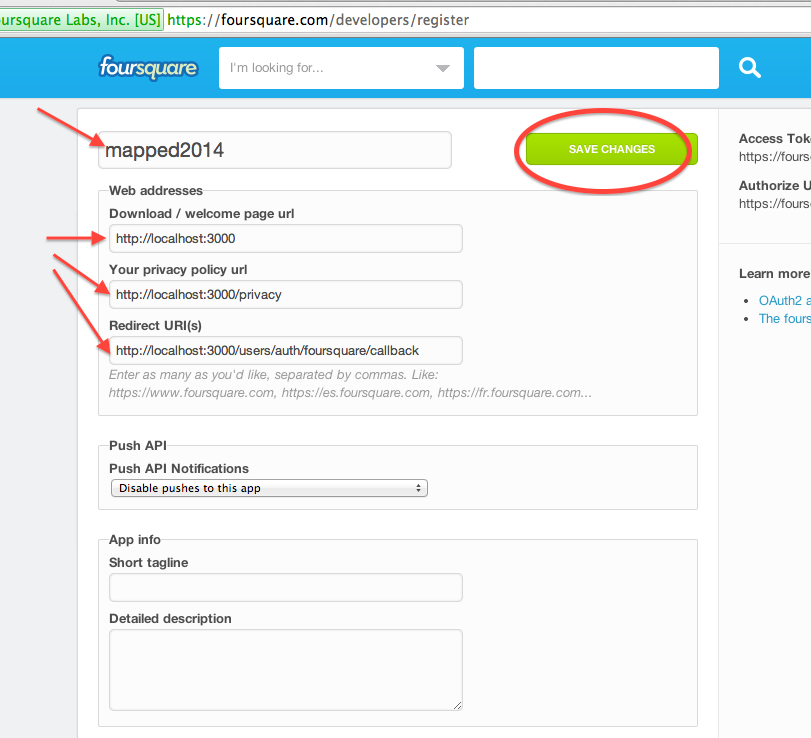 oursquare Labs, Inc. [US] https://foursquare.com/developers/register
foursquare
I'm looking for...
mapped2014
SAVE CHANGES
Web addresses
Download / welcome page url
http://localhost:3000
Your privacy policy url
http://localhost:3000/privacy
Redirect URI(s)
http://localhost:3000/users/auth/foursquare/callback
Enter as many as you'd like, separated by commas. Like:
https://www.foursquare.com, https://es.foursquare.com, https://fr.foursquare.com...
Push API
Push API Notifications
Disable pushes to this app
App info
Short tagline
Detailed description
Access Toke
https://fours
Authorize U
https://fours
Learn more
OAuth2 a
The fours